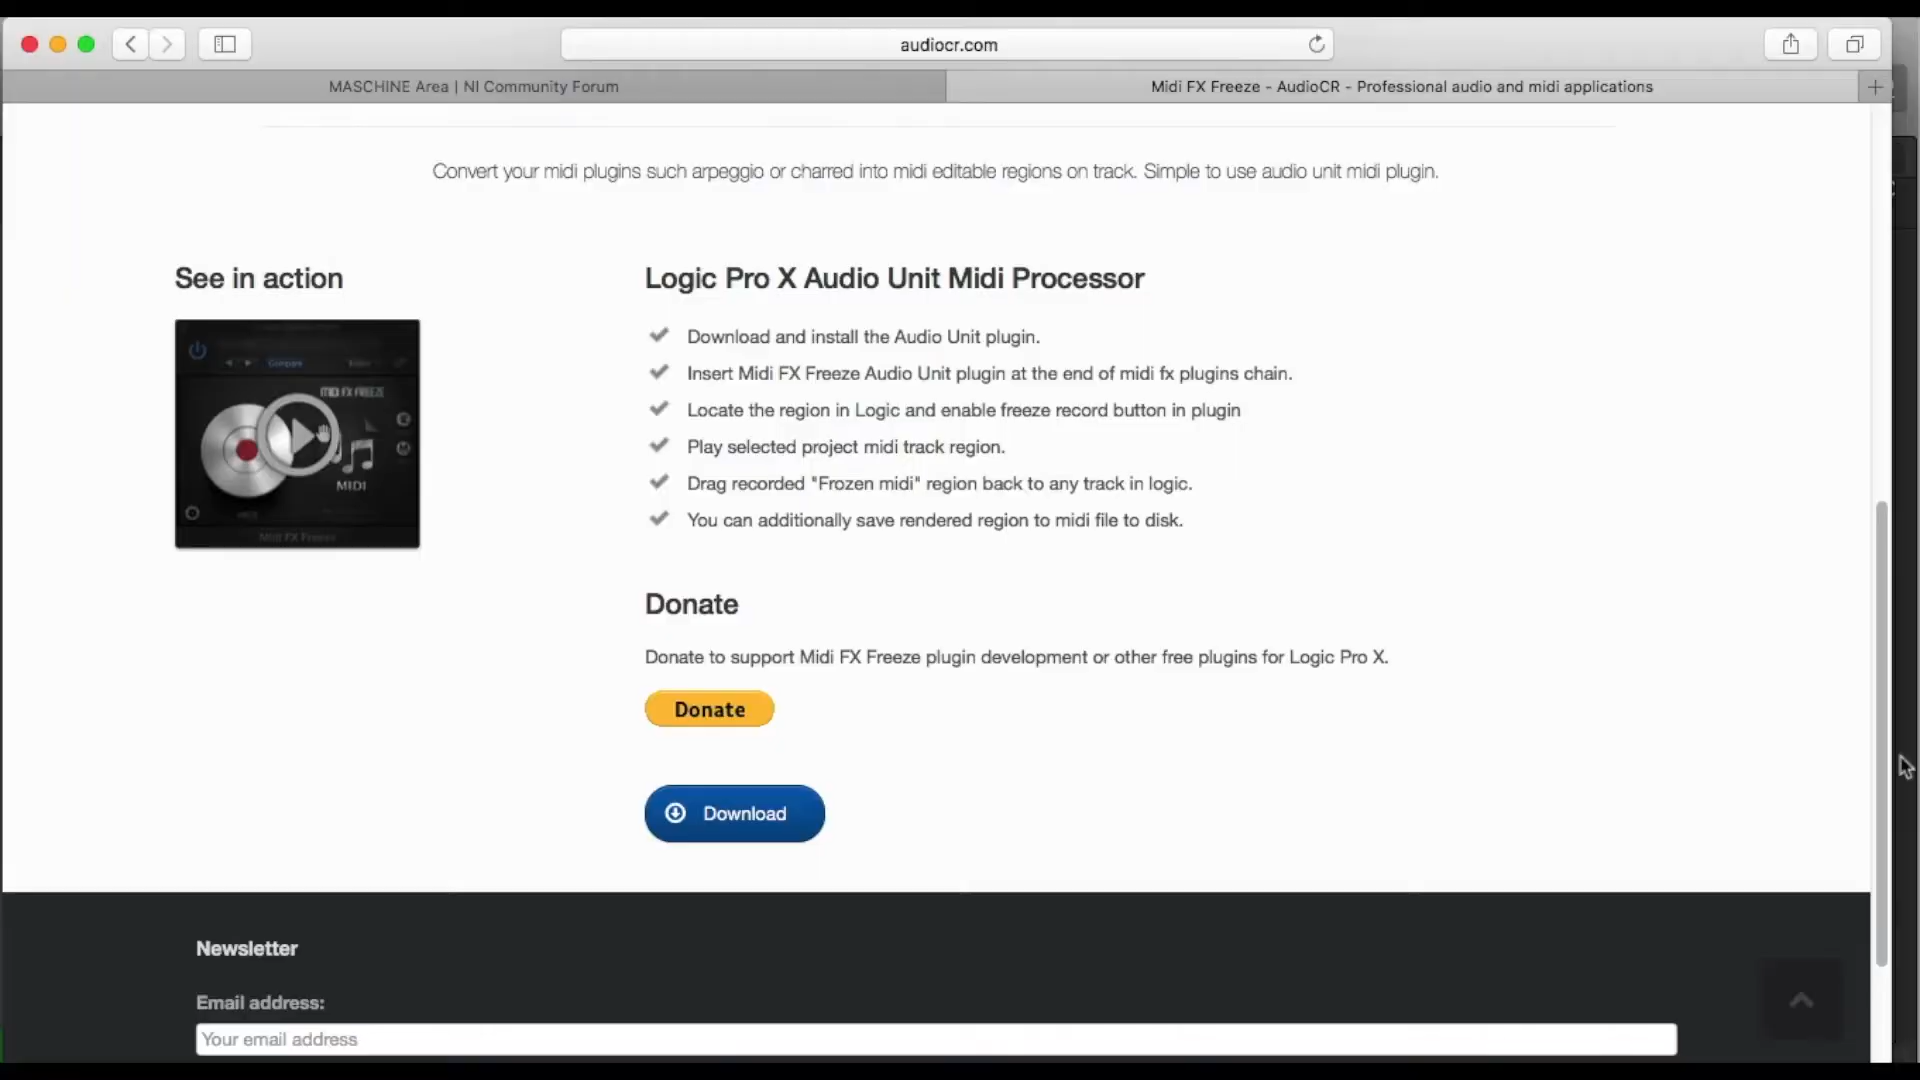 audiocr.com
MASCHINE Area | NI Community Forum
Midi FX Freeze - AudioCR - Professional audio and midi applications
Convert your midi plugins such arpeggio or charred into midi editable regions on track. Simple to use audio unit midi plugin.
See in action
Compare
MIDI FX FREEZE
MIDI
Midi FX Freeze
Logic Pro X Audio Unit Midi Processor
Download and install the Audio Unit plugin.
Insert Midi FX Freeze Audio Unit plugin at the end of midi fx plugins chain.
Locate the region in Logic and enable freeze record button in plugin
Play selected project midi track region.
Drag recorded "Frozen midi" region back to any track in logic.
You can additionally save rendered region to midi file to disk.
Donate
Donate to support Midi FX Freeze plugin development or other free plugins for Logic Pro X.
Donate
Download
Newsletter
Email address:
Your email address